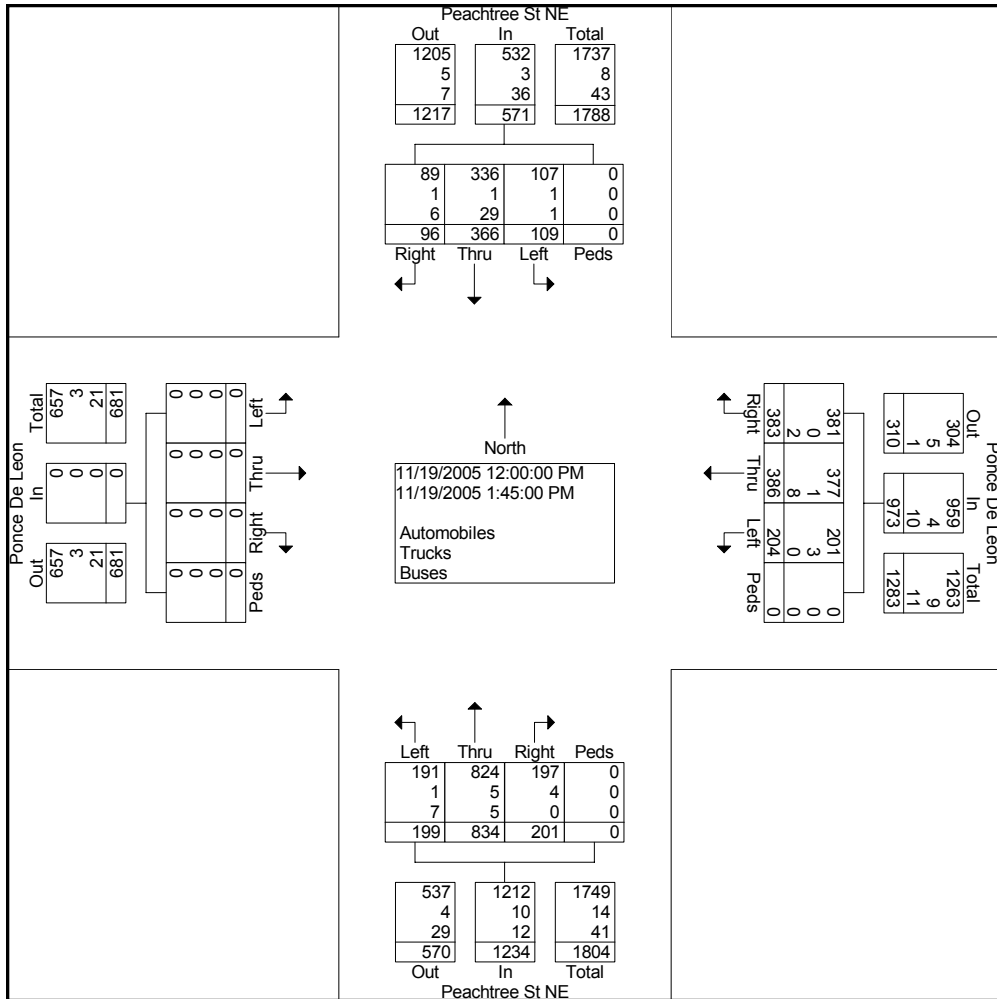 Peachtree St NE
Out In Total
1205 532 1737
5 3 8
7 36 43
1217 571 1788
89 336 107 0
1 1 1 0
6 29 1 0
96 366 109 0
Right Thru Left Peds
Ponce De Leon
Total In Out
657 0 657
3 0 3
21 0 21
681 0 681
Left Thru Right Peds
0 0 0 0
0 0 0 0
0 0 0 0
0 0 0 0
North
11/19/2005 12:00:00 PM
11/19/2005 1:45:00 PM
Automobiles
Trucks
Buses
Right Thru Left Peds
381 377 201 0
0 1 3 0
2 8 0 0
383 386 204 0
Ponce De Leon
Out In Total
304 959 1263
5 4 9
1 10 11
310 973 1283
Left Thru Right Peds
191 824 197 0
1 5 4 0
7 5 0 0
199 834 201 0
537 1212 1749
4 10 14
29 12 41
570 1234 1804
Out In Total
Peachtree St NE